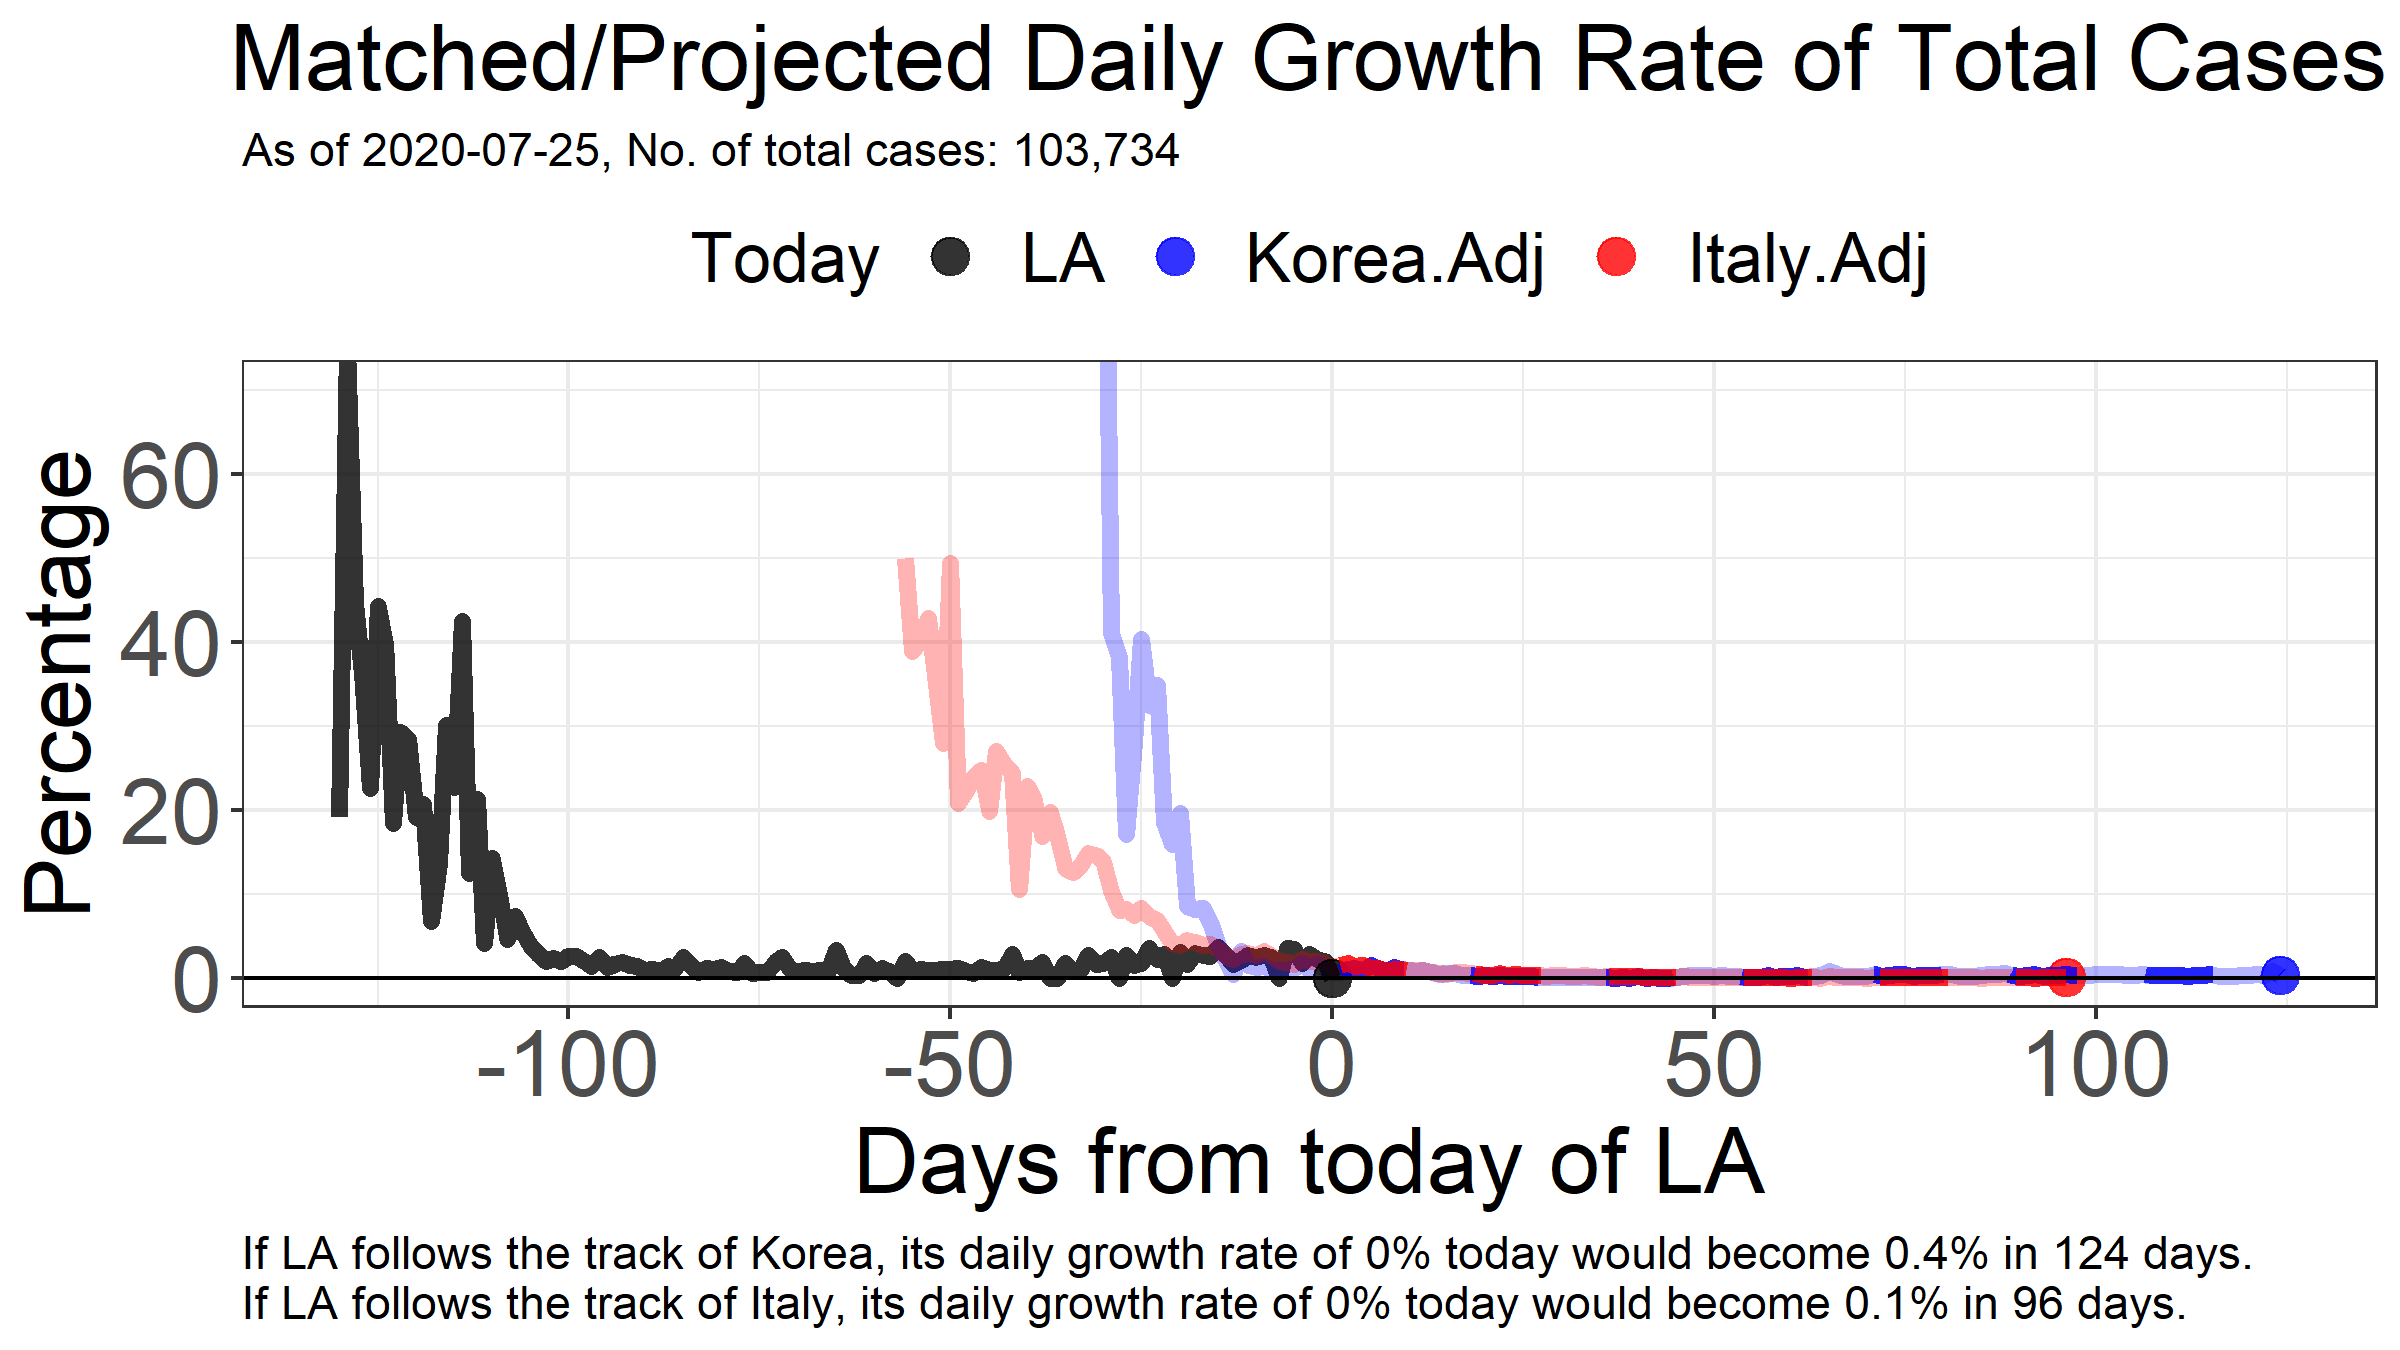 Matched/Projected Daily Growth Rate of Total Cases
As of 2020-07-25, No. of total cases: 103,734
Today LA Korea.Adj Italy.Adj
Percentage
60
40
20
0
-100 -50 0 50 100
Days from today of LA
If LA follows the track of Korea, its daily growth rate of 0% today would become 0.4% in 124 days.
If LA follows the track of Italy, its daily growth rate of 0% today would become 0.1% in 96 days.